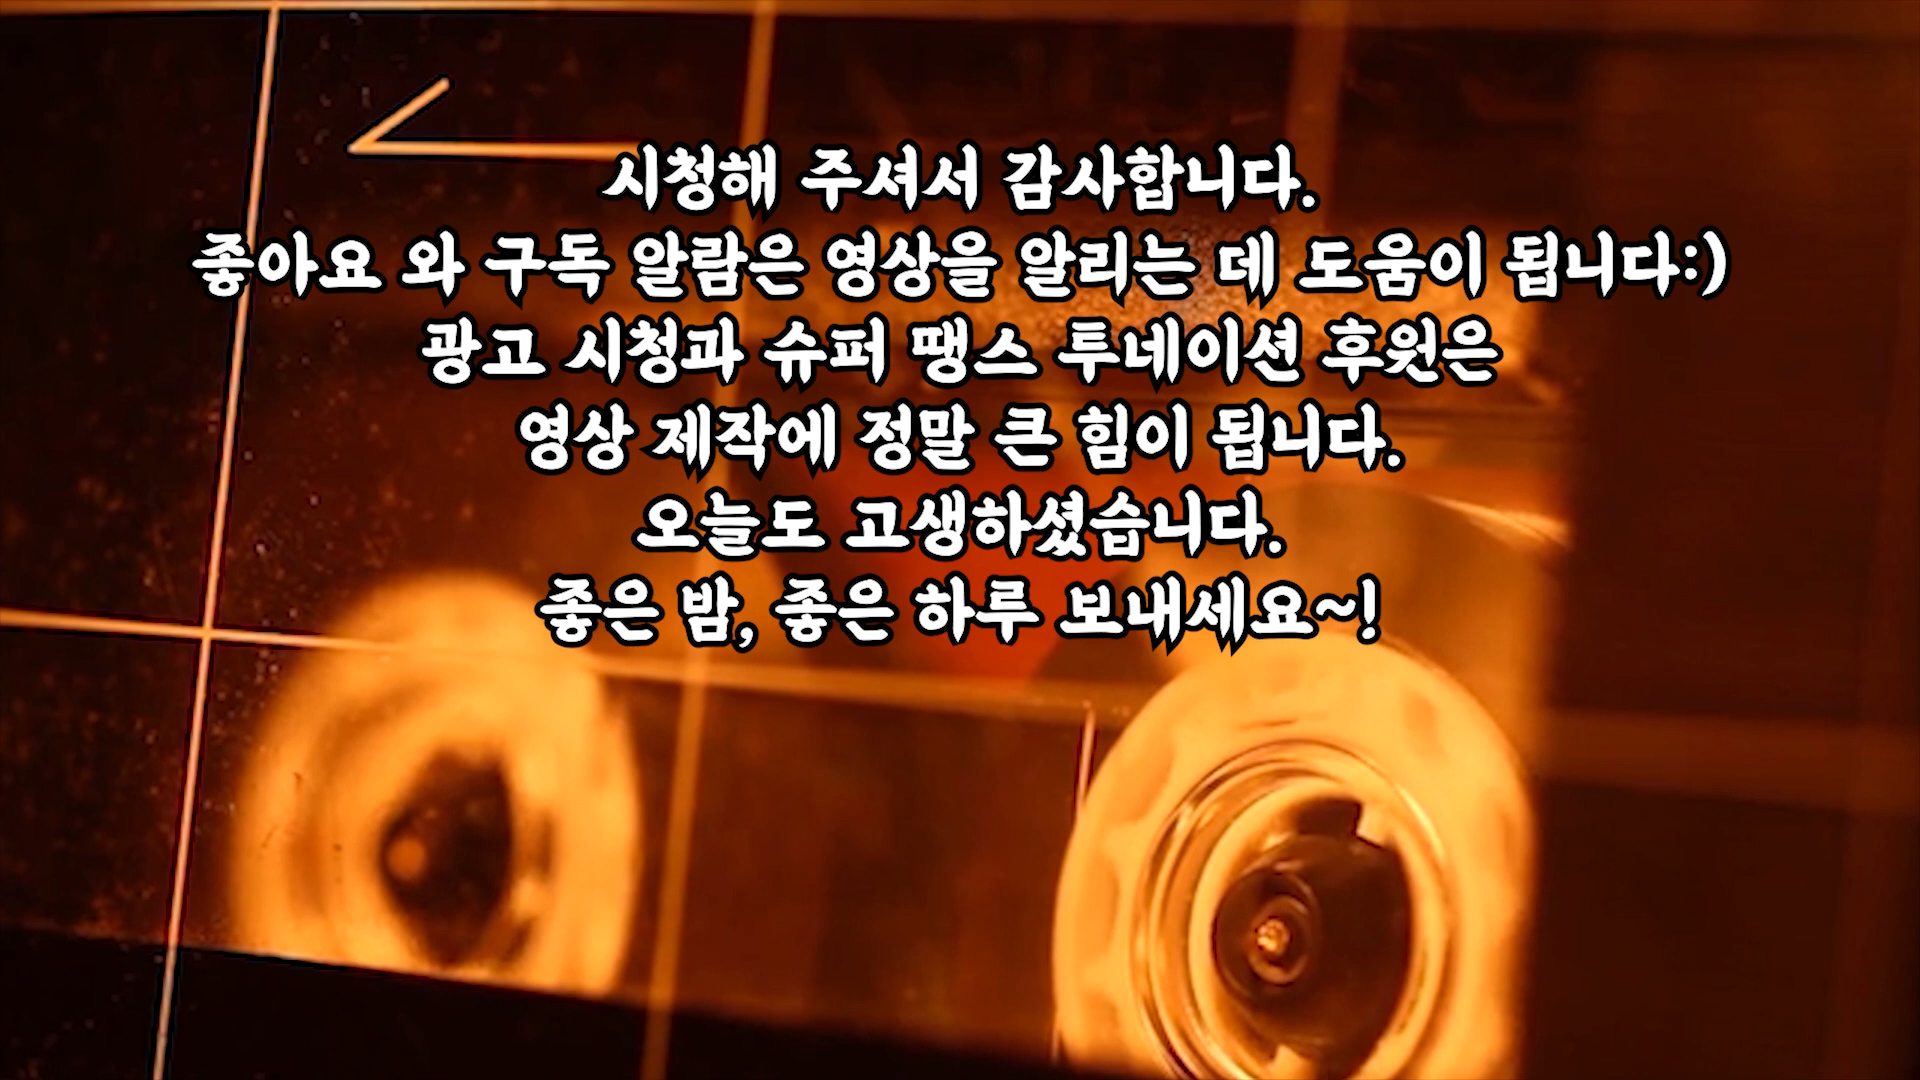 시청해 주셔서 감사합니다.
좋아요 와 구독 알람은 영상을 알리는 데 도움이 됩니다:)
광고 시청과 슈퍼 땡스 투네이션 후원은
영상 제작에 정말 큰 힘이 됩니다.
오늘도 고생하셨습니다.
좋은 밤, 좋은 하루 보내세요~!